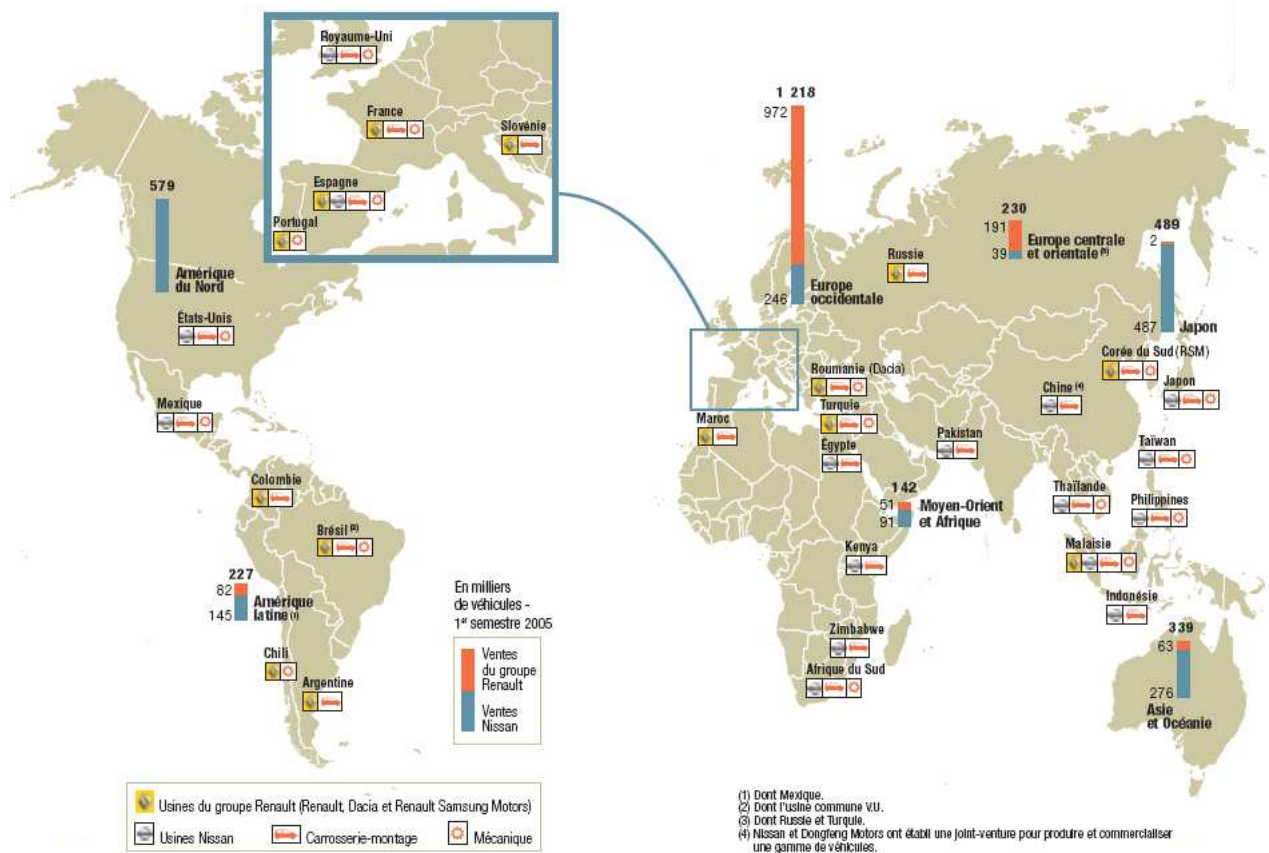 Royaume-Uni
France
Slovénie
Espagne
Portugal
579
Amérique
du Nord
États-Unis
Mexique
Colombie
Brésil (2)
227
82
145
Amérique
latine (1)
Chili
Argentine
En milliers
de véhicules -
1er semestre 2005
Ventes
du groupe
Renault
Ventes
Nissan
1 218
972
246
Europe
occidentale
230
191
39
Europe centrale
et orientale (3)
Russie
489
2
487
Japon
Corée du Sud (RSM)
Japon
Chine (4)
Roumanie (Dacia)
Turquie
Maroc
Égypte
Pakistan
Taïwan
Thaïlande
Philippines
142
51
91
Moyen-Orient
et Afrique
Kenya
Malaisie
Indonésie
Zimbabwe
Afrique du Sud
339
63
276
Asie
et Océanie
Usines du groupe Renault (Renault, Dacia et Renault Samsung Motors)
Usines Nissan
Carrosserie-montage
Mécanique
(1) Dont Mexique.
(2) Dont l'usine commune V.U.
(3) Dont Russie et Turquie.
(4) Nissan et Dongfeng Motors ont établi une joint-venture pour produire et commercialiser
une gamme de véhicules.